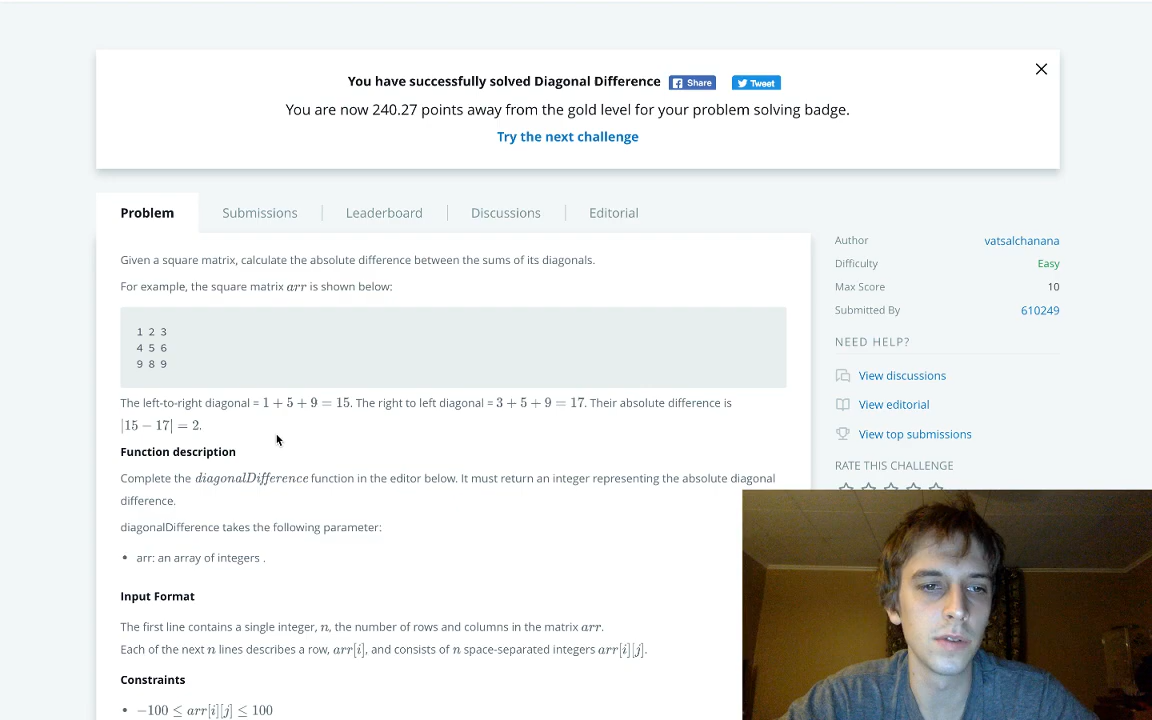 You have successfully solved Diagonal Difference Share Tweet
You are now 240.27 points away from the gold level for your problem solving badge.
Try the next challenge
Problem Submissions Leaderboard Discussions Editorial
Given a square matrix, calculate the absolute difference between the sums of its diagonals.
For example, the square matrix arr is shown below:
1 2 3
4 5 6
9 8 9
The left-to-right diagonal = 1 + 5 + 9 = 15. The right to left diagonal = 3 + 5 + 9 = 17. Their absolute difference is
|15 − 17| = 2.
Function description
Complete the diagonalDifference function in the editor below. It must return an integer representing the absolute diagonal
difference.
diagonalDifference takes the following parameter:
• arr: an array of integers .
Input Format
The first line contains a single integer, n, the number of rows and columns in the matrix arr.
Each of the next n lines describes a row, arr[i], and consists of n space-separated integers arr[i][j].
Constraints
• −100 ≤ arr[i][j] ≤ 100
Author vatsalchanana
Difficulty Easy
Max Score 10
Submitted By 610249
NEED HELP?
View discussions
View editorial
View top submissions
RATE THIS CHALLENGE